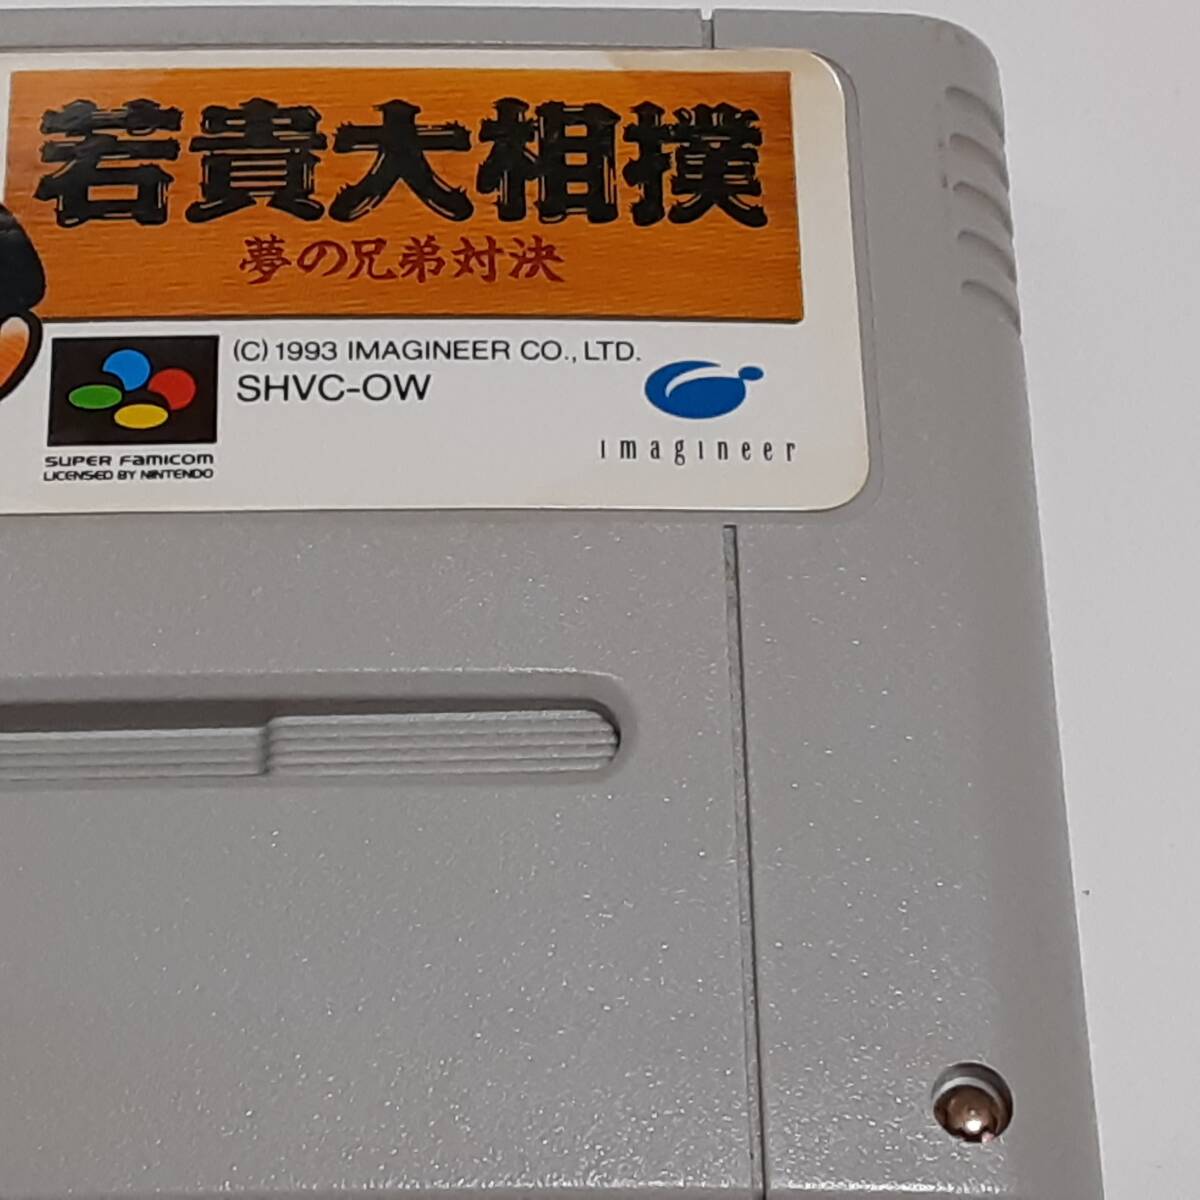 若貴大相撲
夢の兄弟対決
(C) 1993 IMAGINEER CO., LTD.
SHVC-OW
SUPER FAMICOM
LICENSED BY NINTENDO
imagineer